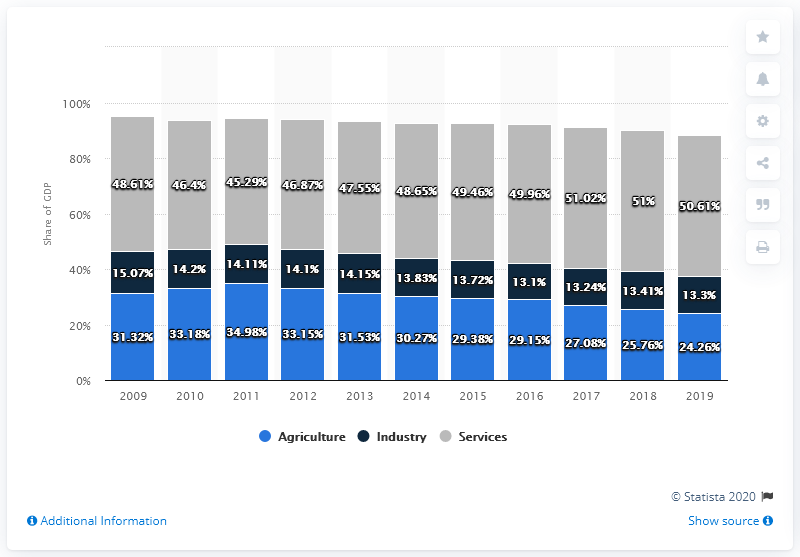 Share of GDP
100%
80%
60%
40%
20%
0%
48.61% 46.4% 45.29% 46.87% 47.55% 48.65% 49.46% 49.96% 51.02% 51% 50.61%
15.07% 14.2% 14.11% 14.1% 14.15% 13.83% 13.72% 13.1% 13.24% 13.41% 13.3%
31.32% 33.18% 34.98% 33.15% 31.53% 30.27% 29.38% 29.15% 27.08% 25.76% 24.26%
2009 2010 2011 2012 2013 2014 2015 2016 2017 2018 2019
Agriculture Industry Services
© Statista 2020
Additional Information Show source